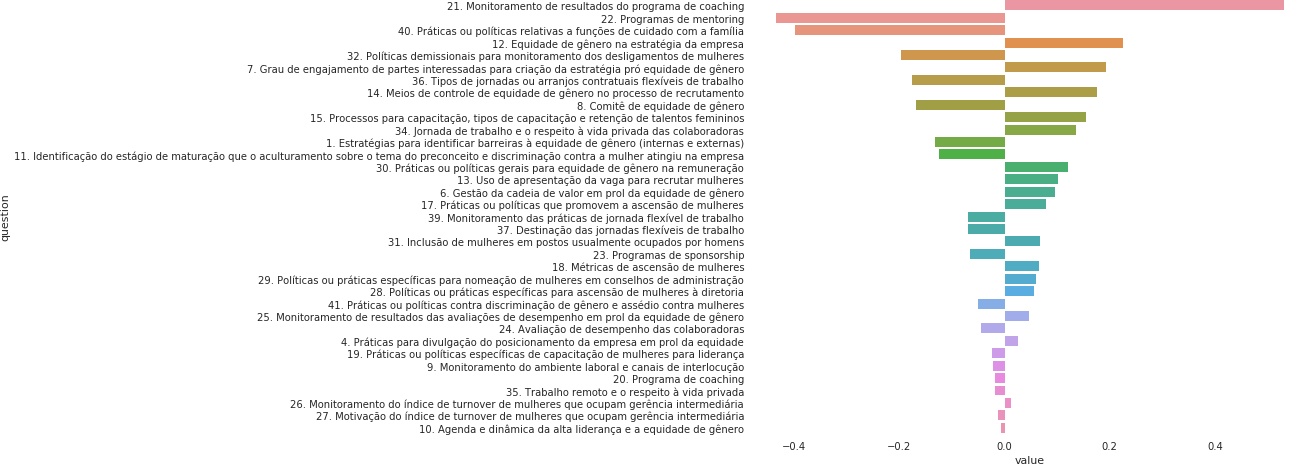 21. Monitoramento de resultados do programa de coaching
22. Programas de mentoring
40. Práticas ou políticas relativas a funções de cuidado com a família
12. Equidade de gênero na estratégia da empresa
32. Políticas demissionais para monitoramento dos desligamentos de mulheres
7. Grau de engajamento de partes interessadas para criação da estratégia pró equidade de gênero
36. Tipos de jornadas ou arranjos contratuais flexíveis de trabalho
14. Meios de controle de equidade de gênero no processo de recrutamento
8. Comitê de equidade de gênero
15. Processos para capacitação, tipos de capacitação e retenção de talentos femininos
34. Jornada de trabalho e o respeito à vida privada das colaboradoras
1. Estratégias para identificar barreiras à equidade de gênero (internas e externas)
11. Identificação do estágio de maturação que o aculturamento sobre o tema do preconceito e discriminação contra a mulher atingiu na empresa
30. Práticas ou políticas gerais para equidade de gênero na remuneração
13. Uso de apresentação da vaga para recrutar mulheres
6. Gestão da cadeia de valor em prol da equidade de gênero
17. Práticas ou políticas que promovem a ascensão de mulheres
39. Monitoramento das práticas de jornada flexível de trabalho
37. Destinação das jornadas flexíveis de trabalho
31. Inclusão de mulheres em postos usualmente ocupados por homens
23. Programas de sponsorship
18. Métricas de ascensão de mulheres
29. Políticas ou práticas específicas para nomeação de mulheres em conselhos de administração
28. Políticas ou práticas específicas para ascensão de mulheres à diretoria
41. Práticas ou políticas contra discriminação de gênero e assédio contra mulheres
25. Monitoramento de resultados das avaliações de desempenho em prol da equidade de gênero
24. Avaliação de desempenho das colaboradoras
4. Práticas para divulgação do posicionamento da empresa em prol da equidade
19. Práticas ou políticas específicas de capacitação de mulheres para liderança
9. Monitoramento do ambiente laboral e canais de interlocução
20. Programa de coaching
35. Trabalho remoto e o respeito à vida privada
26. Monitoramento do índice de turnover de mulheres que ocupam gerência intermediária
27. Motivação do índice de turnover de mulheres que ocupam gerência intermediária
10. Agenda e dinâmica da alta liderança e a equidade de gênero
question
−0.4 −0.2 0.0 0.2 0.4
value